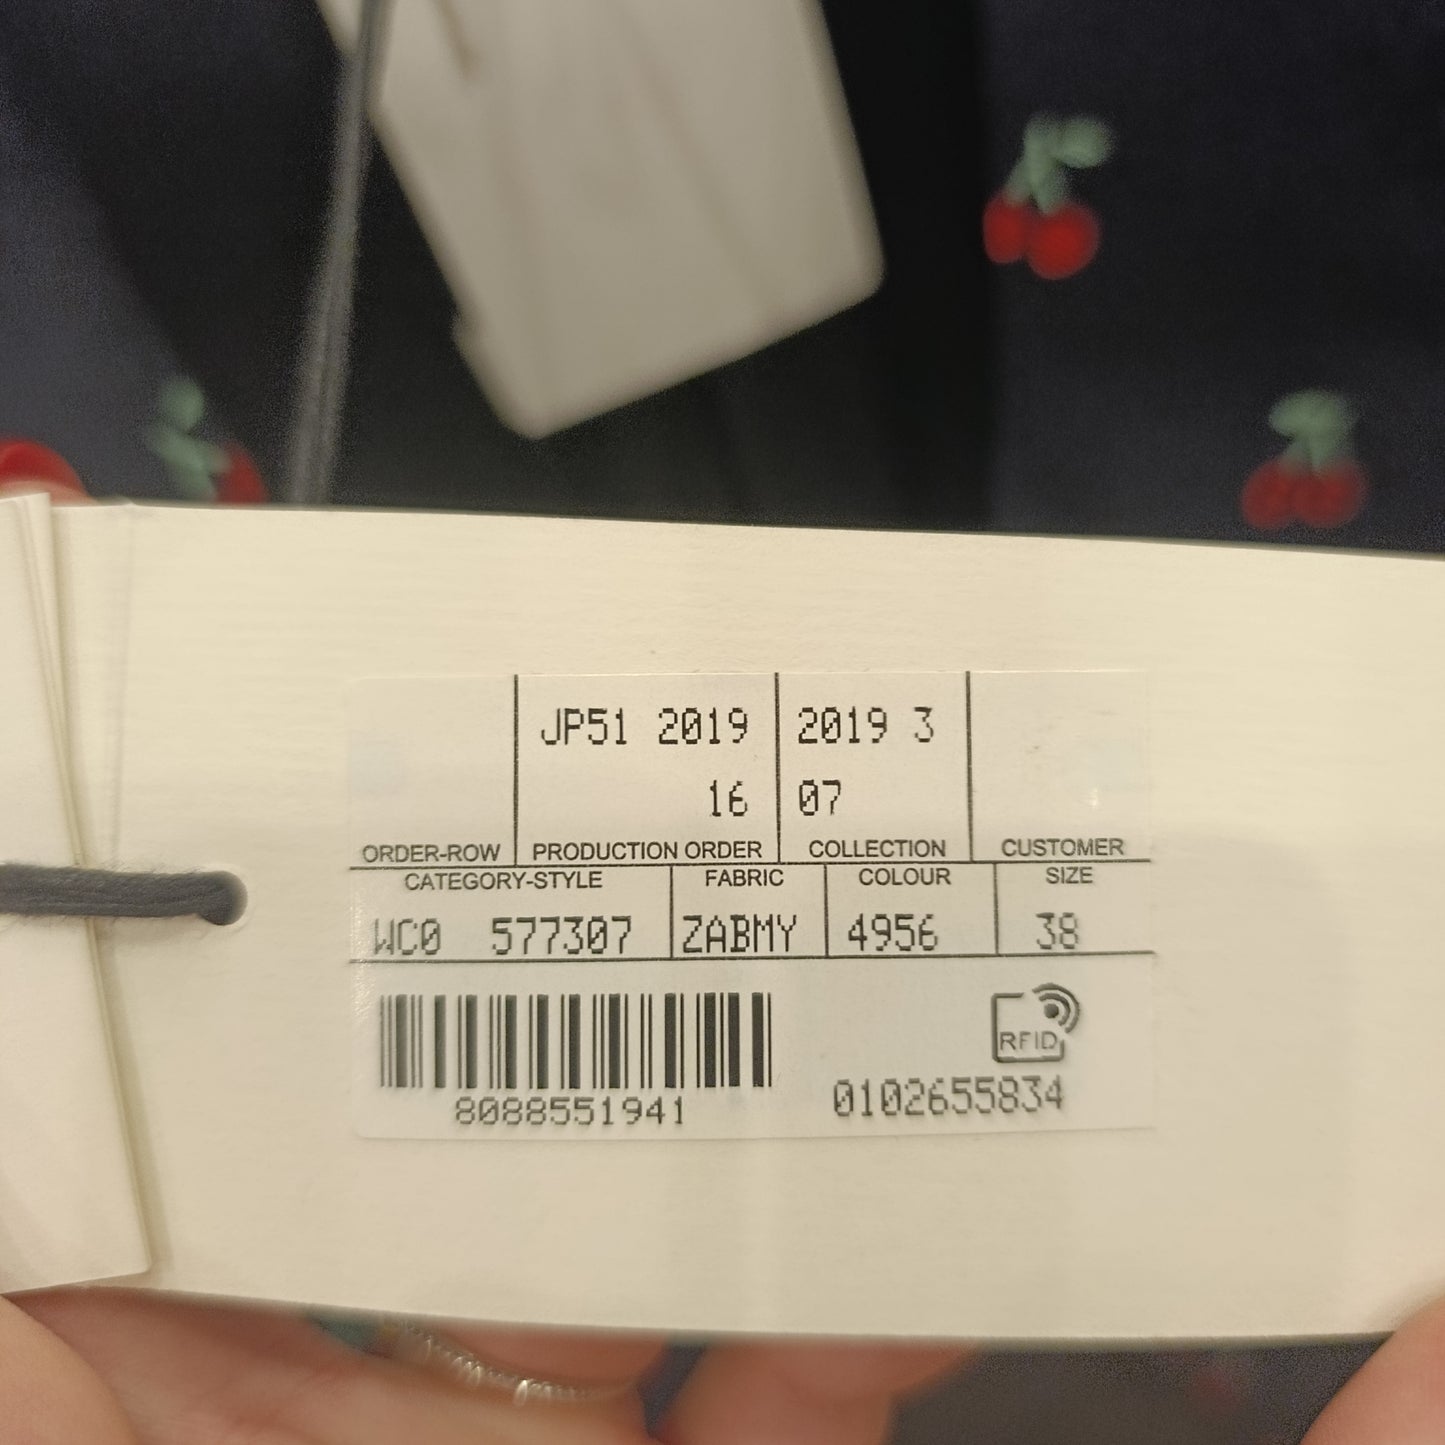 JP51 2019 2019 3
16 07
ORDER-ROW PRODUCTION ORDER COLLECTION CUSTOMER
CATEGORY-STYLE FABRIC COLOUR SIZE
WC0 577307 ZABMY 4956 38
RFID
8088551941 0102655834